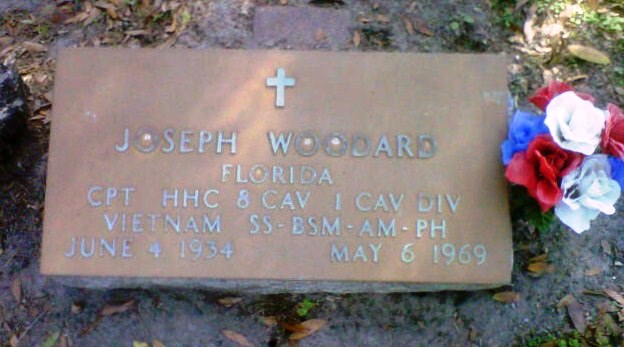 JOSEPH WOODARD
FLORIDA
CPT HHC 8 CAV 1 CAV DIV
VIETNAM SS-BSM-AM-PH
JUNE 4 1934 MAY 6 1969